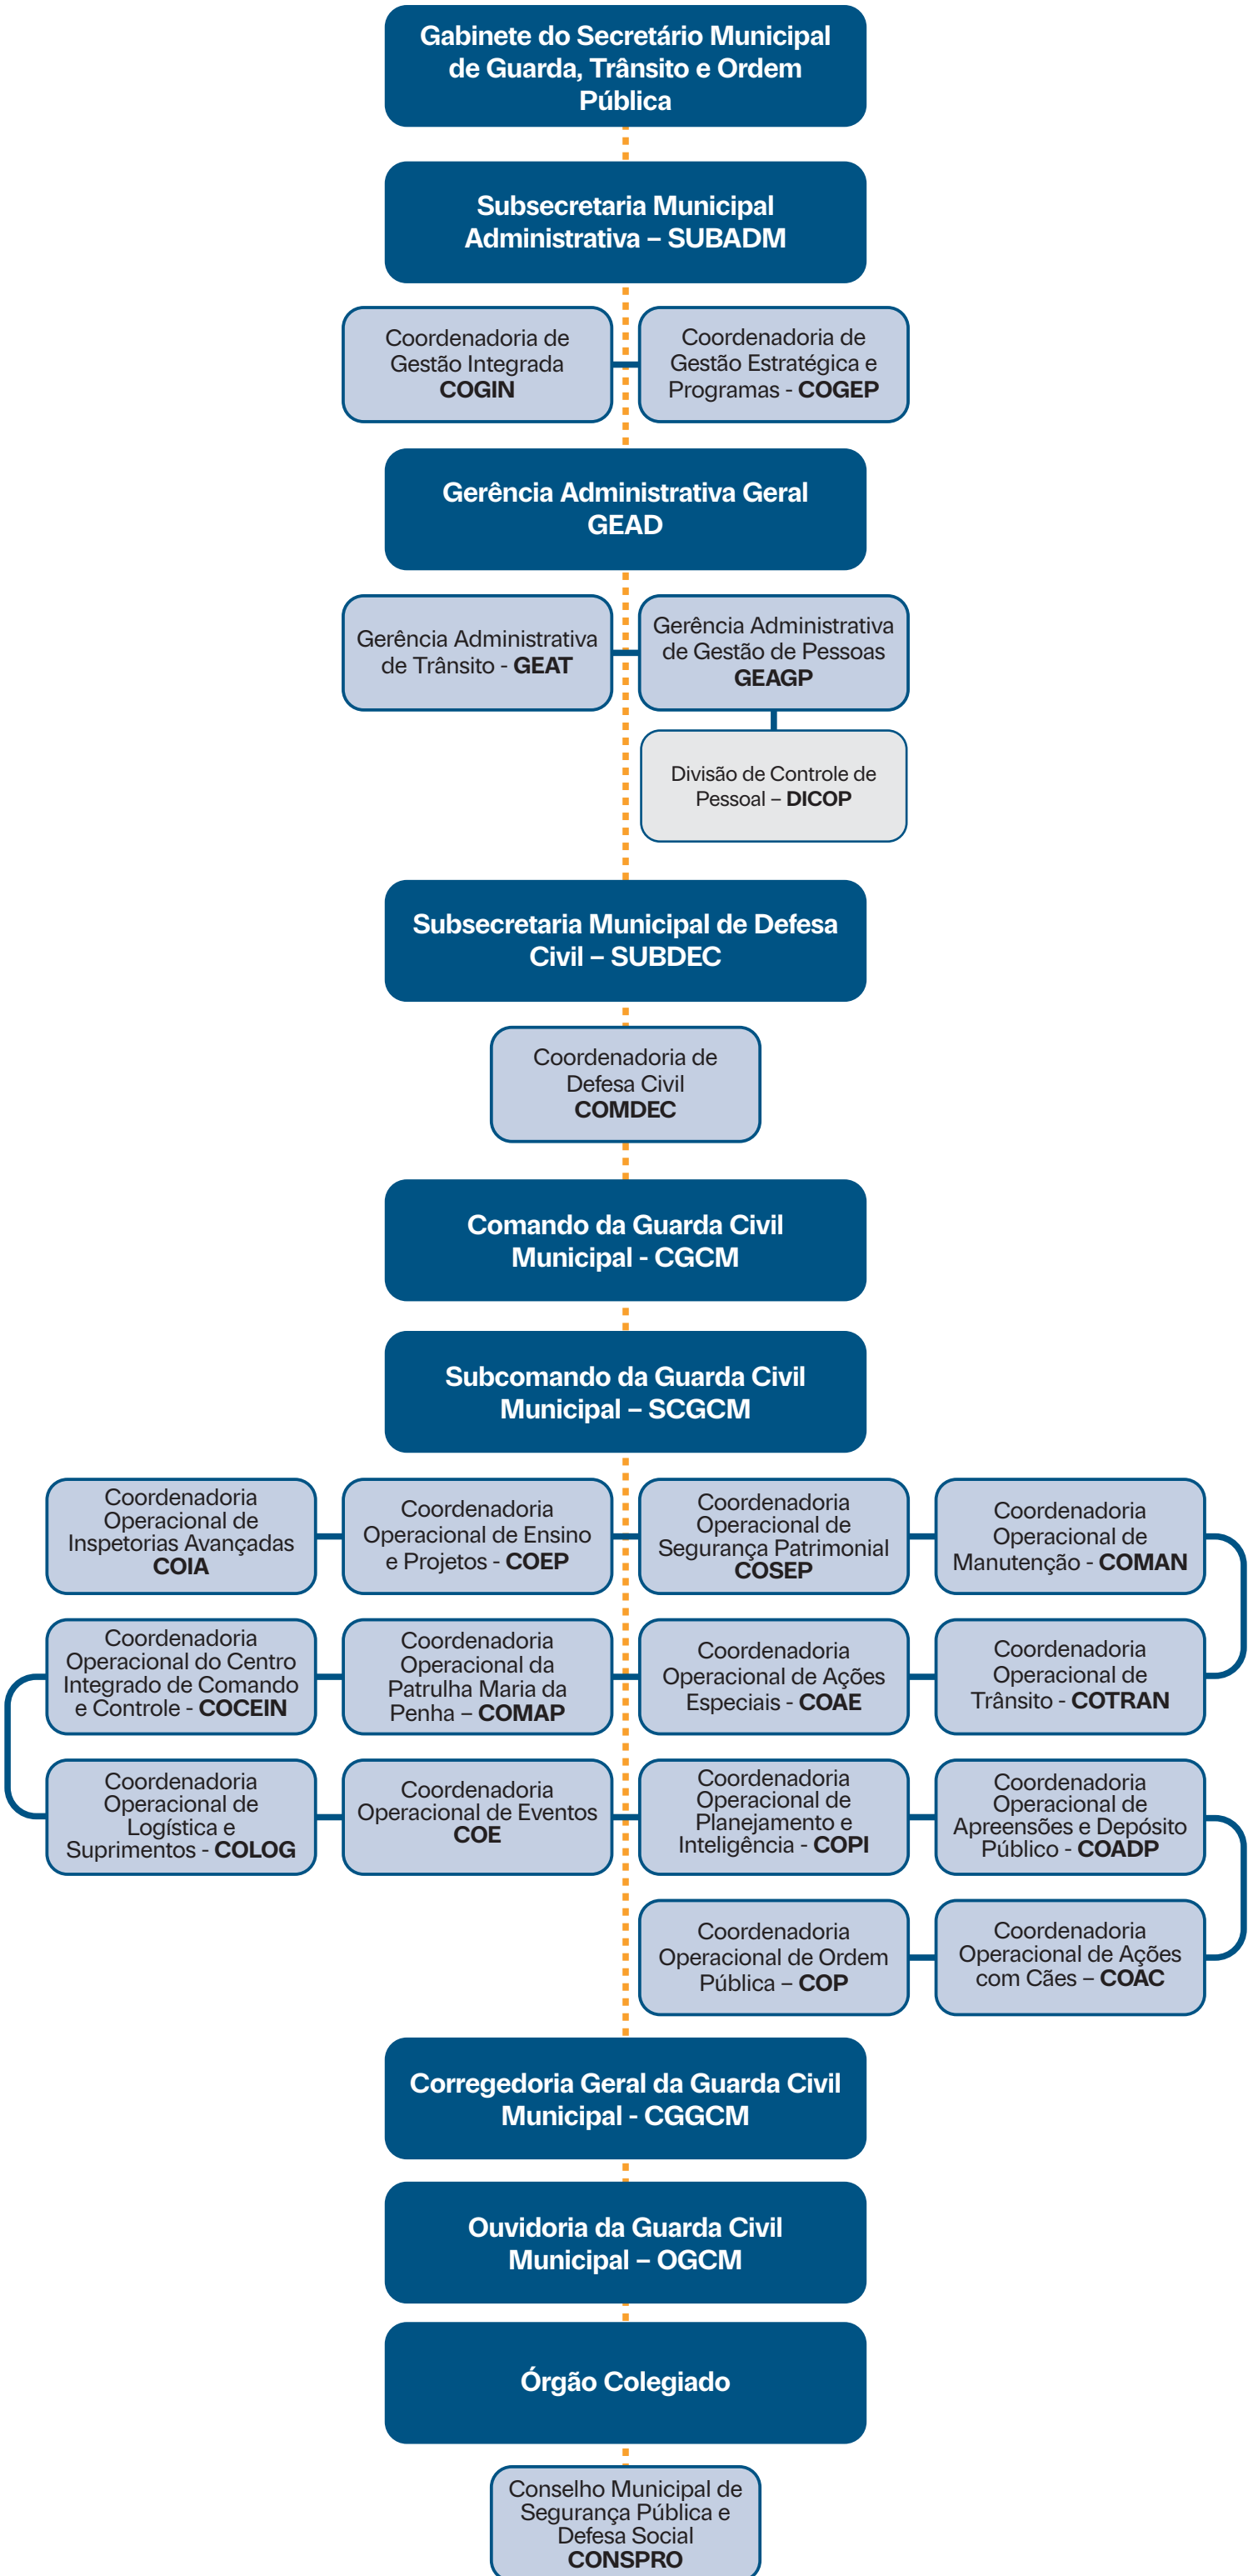 Gabinete do Secretário Municipal
de Guarda, Trânsito e Ordem
Pública
Subsecretaria Municipal
Administrativa – SUBADM
Coordenadoria de
Gestão Integrada
COGIN
Coordenadoria de
Gestão Estratégica e
Programas - COGEP
Gerência Administrativa Geral
GEAD
Gerência Administrativa
de Trânsito - GEAT
Gerência Administrativa
de Gestão de Pessoas
GEAGP
Divisão de Controle de
Pessoal – DICOP
Subsecretaria Municipal de Defesa
Civil – SUBDEC
Coordenadoria de
Defesa Civil
COMDEC
Comando da Guarda Civil
Municipal - CGCM
Subcomando da Guarda Civil
Municipal – SCGCM
Coordenadoria
Operacional de
Inspetorias Avançadas
COIA
Coordenadoria
Operacional de Ensino
e Projetos - COEP
Coordenadoria
Operacional de
Segurança Patrimonial
COSEP
Coordenadoria
Operacional de
Manutenção - COMAN
Coordenadoria
Operacional do Centro
Integrado de Comando
e Controle - COCEIN
Coordenadoria
Operacional da
Patrulha Maria da
Penha – COMAP
Coordenadoria
Operacional de Ações
Especiais - COAE
Coordenadoria
Operacional de
Trânsito - COTRAN
Coordenadoria
Operacional de
Logística e
Suprimentos - COLOG
Coordenadoria
Operacional de Eventos
COE
Coordenadoria
Operacional de
Planejamento e
Inteligência - COPI
Coordenadoria
Operacional de
Apreensões e Depósito
Público - COADP
Coordenadoria
Operacional de Ordem
Pública – COP
Coordenadoria
Operacional de Ações
com Cães – COAC
Corregedoria Geral da Guarda Civil
Municipal - CGGCM
Ouvidoria da Guarda Civil
Municipal – OGCM
Órgão Colegiado
Conselho Municipal de
Segurança Pública e
Defesa Social
CONSPRO